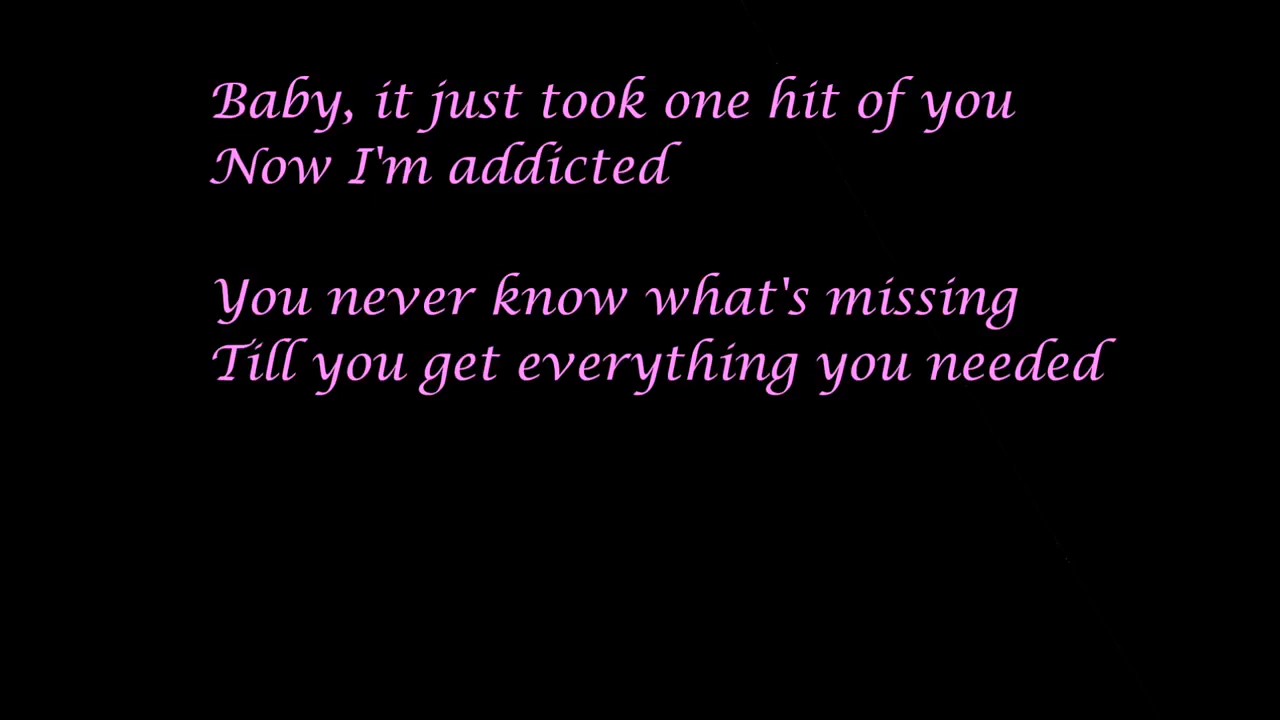 Baby, it just took one hit of you
Now I'm addicted
You never know what's missing
Till you get everything you needed